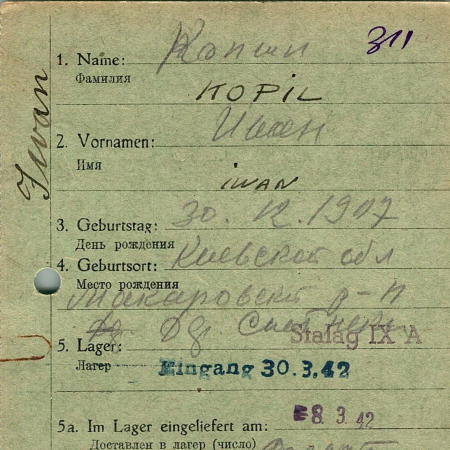 311
1. Name: Копил
Фамилия
KOPIL
Iwan
2. Vornamen: Иван
Имя
IWAN
3. Geburtstag: 30. 12. 1907
День рождения
4. Geburtsort: Киевской обл
Место рождения
Макаровский р-н
Stalag IX A
5. Lager:
Лагерь
Eingang 30.3.42
8. 3. 42
5a. Im Lager eingeliefert am:
Доставлен в лагерь (число)